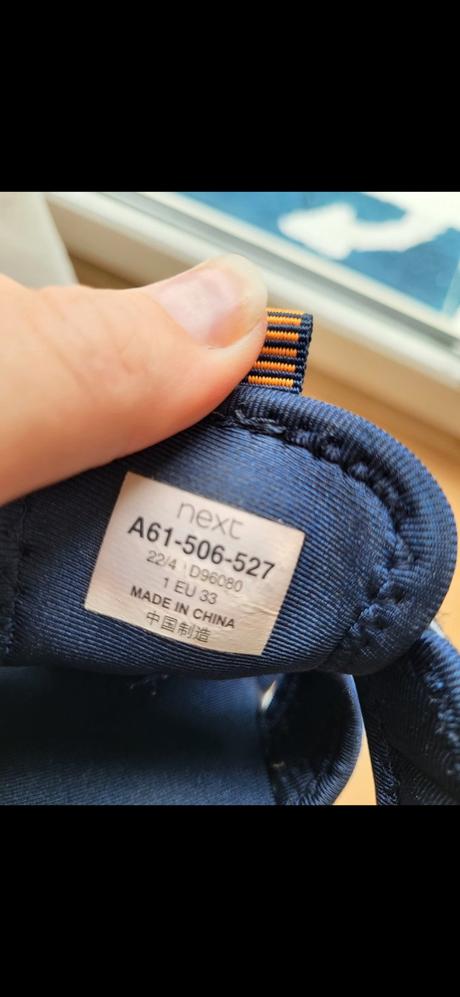 next
A61-506-527
22/4 | D96080
1 EU 33
MADE IN CHINA
中国制造